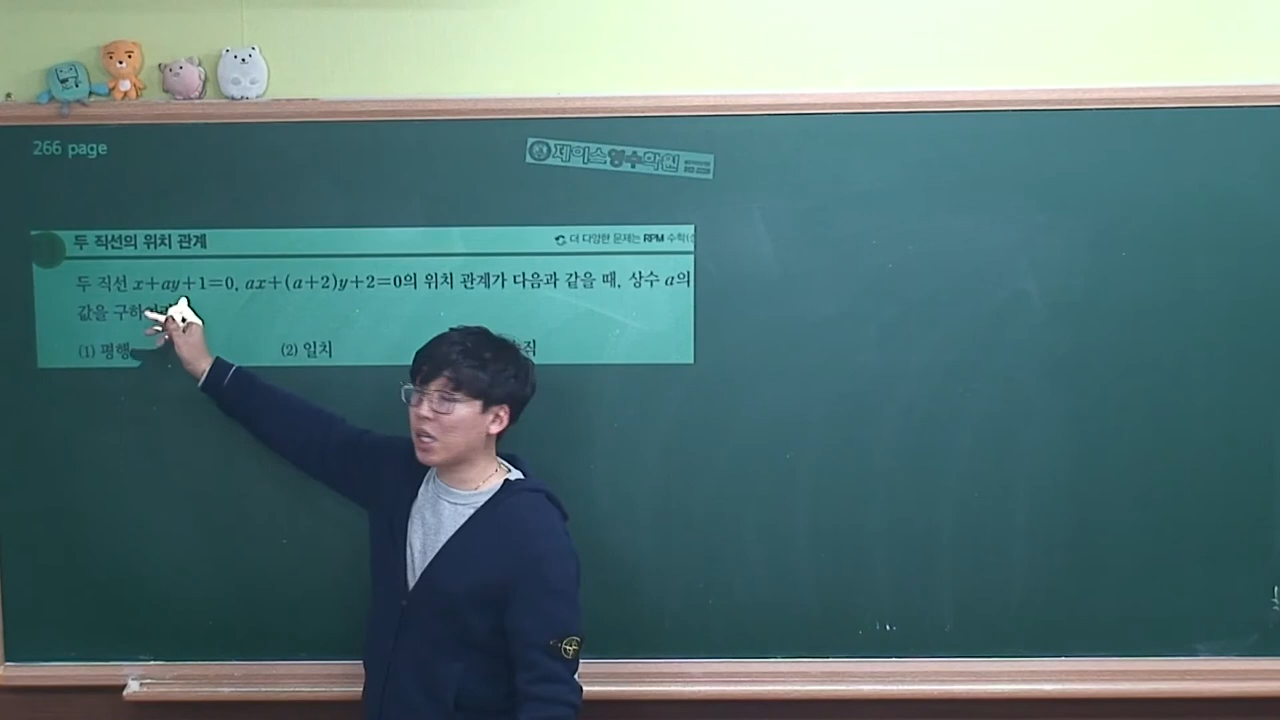 266 page
제이스영수학원
두 직선의 위치 관계
더 다양한 문제는 RPM 수학(
두 직선 x+ay+1=0, ax+(a+2)y+2=0의 위치 관계가 다음과 같을 때, 상수 a의
값을 구하
(1) 평행 (2) 일치 직